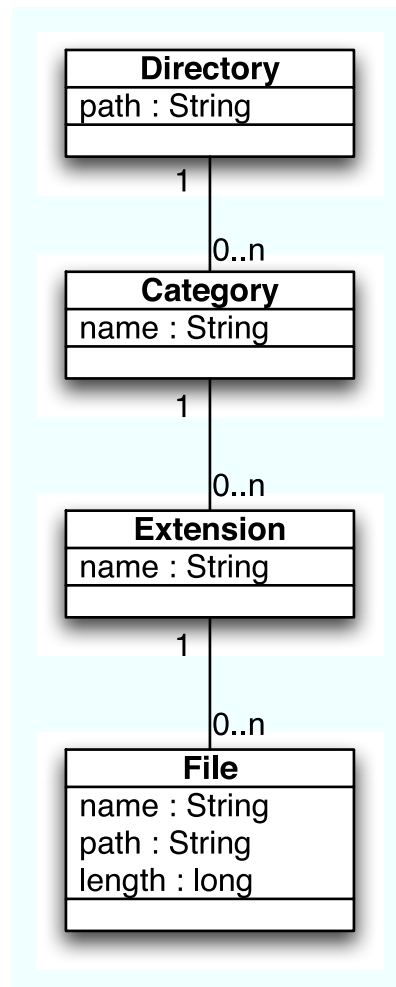 Directory
path : String
1
0..n
Category
name : String
1
0..n
Extension
name : String
1
0..n
File
name : String
path : String
length : long